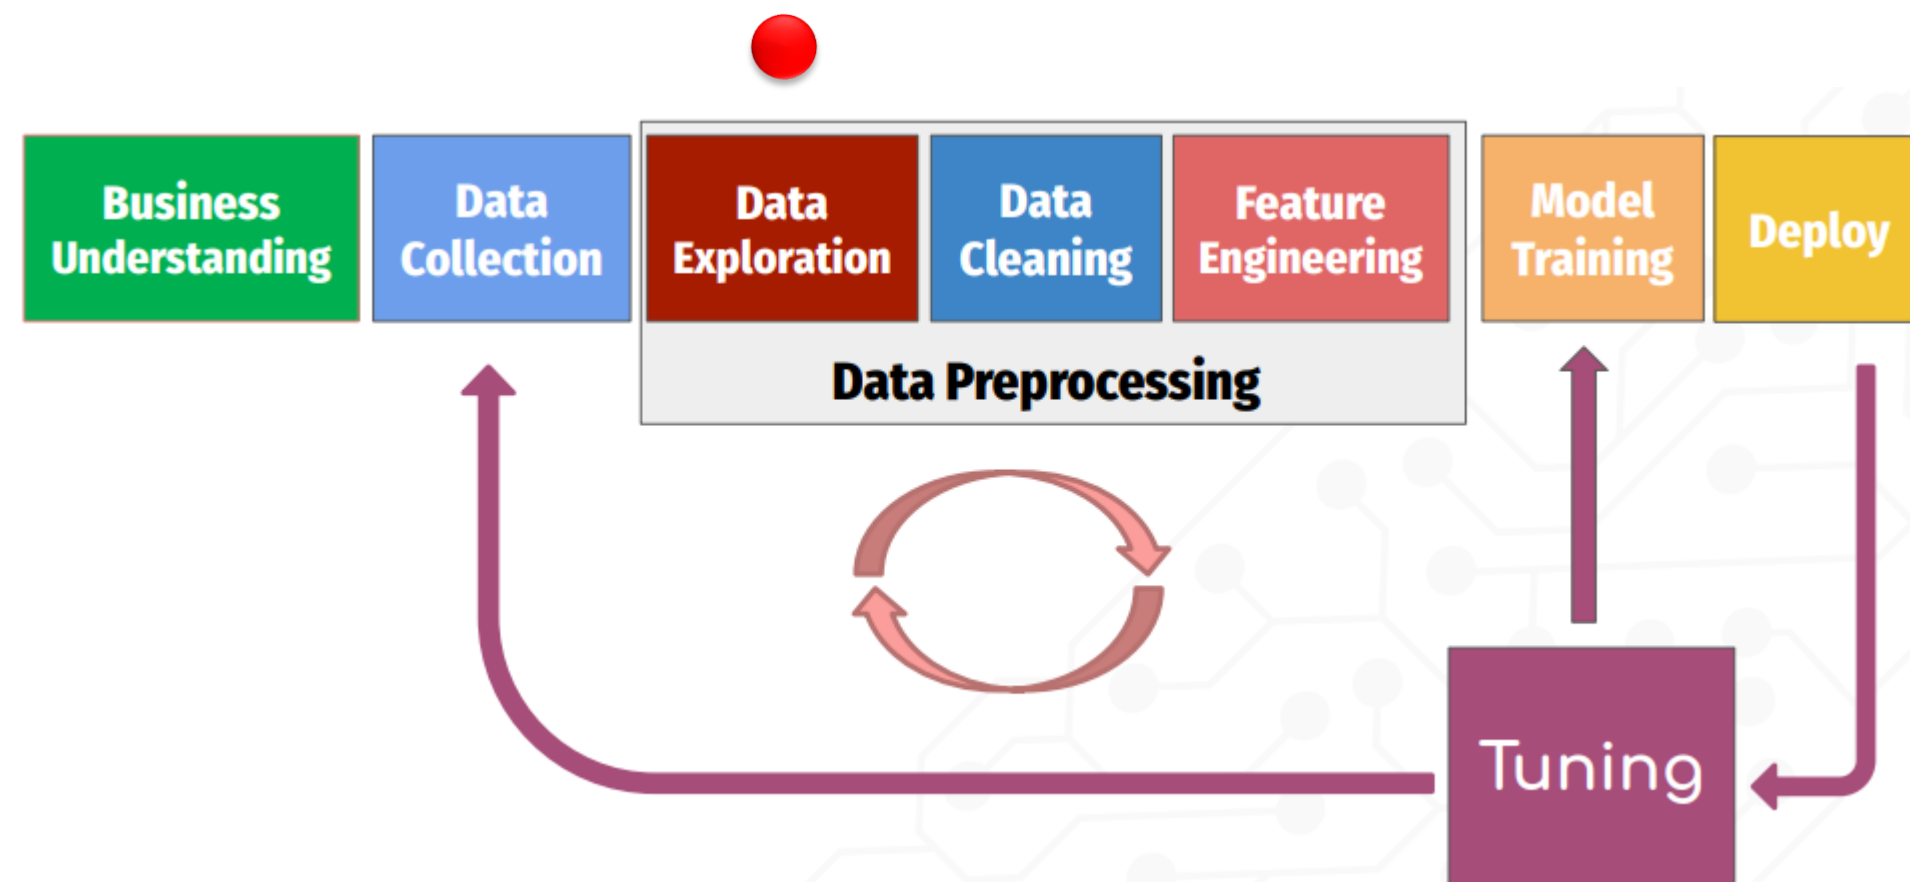 Business
Understanding
Data
Collection
Data
Exploration
Data
Cleaning
Feature
Engineering
Model
Training
Deploy
Data Preprocessing
Tuning